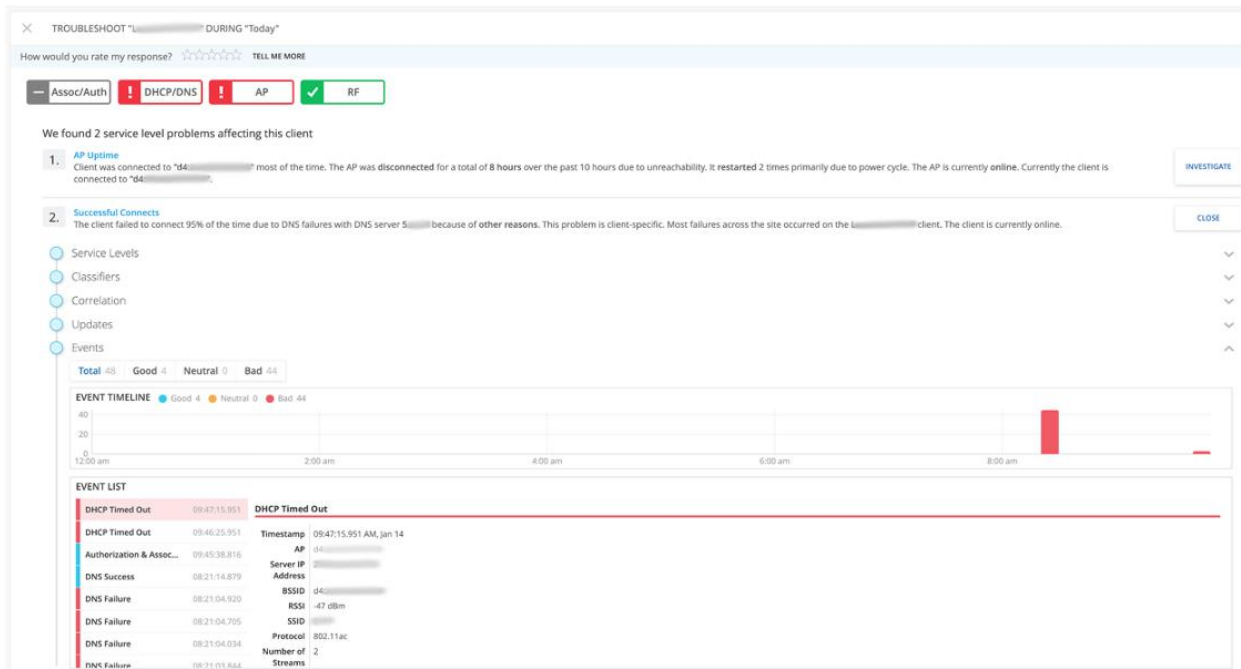 TROUBLESHOOT "L DURING "Today"
How would you rate my response? TELL ME MORE
Assoc/Auth DHCP/DNS AP RF
We found 2 service level problems affecting this client
1. AP Uptime
Client was connected to "d4 " most of the time. The AP was disconnected for a total of 8 hours over the past 10 hours due to unreachability. It restarted 2 times primarily due to power cycle. The AP is currently online. Currently the client is
connected to "d4 ".
INVESTIGATE
2. Successful Connects
The client failed to connect 95% of the time due to DNS failures with DNS server 5 because of other reasons. This problem is client-specific. Most failures across the site occurred on the L client. The client is currently online.
CLOSE
Service Levels
Classifiers
Correlation
Updates
Events
Total 48 Good 4 Neutral 0 Bad 44
EVENT TIMELINE Good 4 Neutral 0 Bad 44
40
20
0
12:00 am 2:00 am 4:00 am 6:00 am 8:00 am
EVENT LIST
DHCP Timed Out 09:47:15.951
DHCP Timed Out 09:46:25.951
Authorization & Assoc... 09:45:38.816
DNS Success 08:21:14.879
DNS Failure 08:21:04.920
DNS Failure 08:21:04.705
DNS Failure 08:21:04.034
DNS Failure 08:21:03.844
DHCP Timed Out
Timestamp 09:47:15.951 AM, Jan 14
AP d4
Server IP Address 2
BSSID d4
RSSI -47 dBm
SSID
Protocol 802.11ac
Number of Streams 2